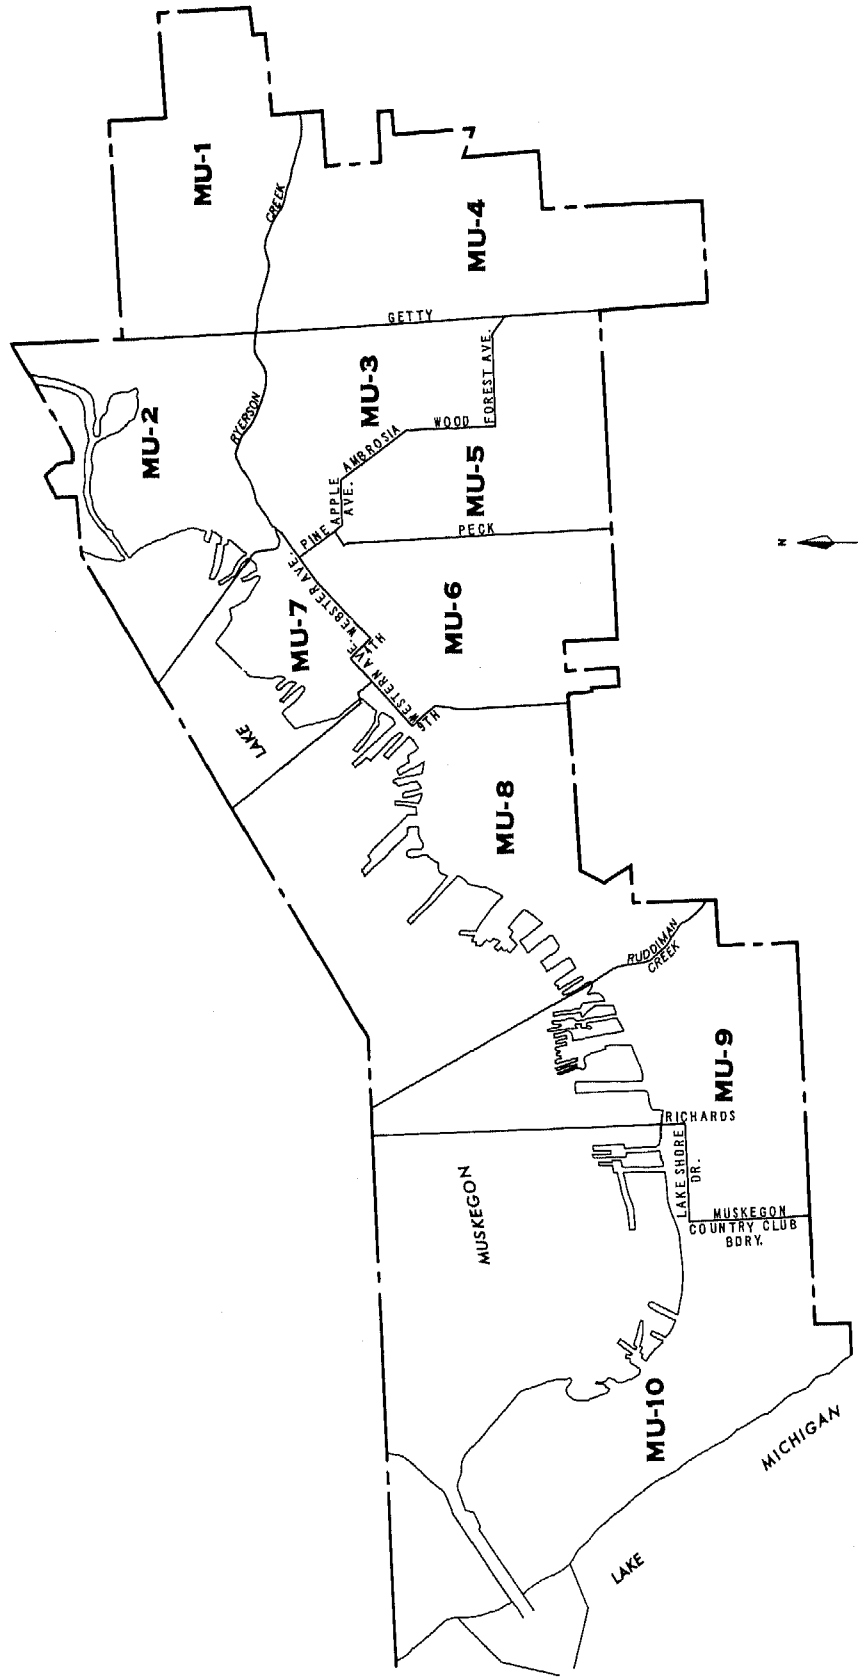 MU-1
CREEK
MU-4
GETTY
MU-2
RYERSON
MU-3
FOREST AVE.
WOOD
AMBROSIA
APPLE
AVE.
PINE
MU-5
PECK
MU-7
WEBSTER AVE.
7TH
WESTERN AVE.
MU-6
9TH
LAKE
MU-8
N
RUDDIMAN
CREEK
MU-9
RICHARDS
LAKE SHORE
DR.
MUSKEGON
MUSKEGON
COUNTRY CLUB
BDRY.
MU-10
MICHIGAN
LAKE